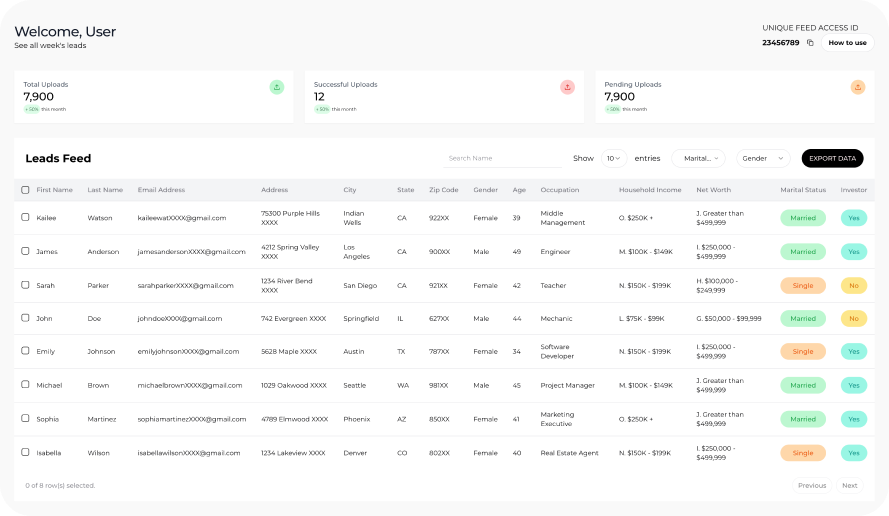 Welcome, User
See all week's leads
UNIQUE FEED ACCESS ID
23456789 How to use
Total Uploads
7,900
+ 50% this month
Successful Uploads
12
+ 50% this month
Pending Uploads
7,900
+ 50% this month
Leads Feed
Search Name
Show 10 entries
Marital...
Gender
EXPORT DATA
First Name Last Name Email Address Address City State Zip Code Gender Age Occupation Household Income Net Worth Marital Status Investor
Kailee Watson kaileewatXXXX@gmail.com 75300 Purple Hills XXXX Indian Wells CA 922XX Female 39 Middle Management O. $250K + J. Greater than $499,999 Married Yes
James Anderson jamesandersonXXXX@gmail.com 4212 Spring Valley XXXX Los Angeles CA 900XX Male 49 Engineer M. $100K - $149K I. $250,000 - $499,999 Married Yes
Sarah Parker sarahparkerXXXX@gmail.com 1234 River Bend XXXX San Diego CA 921XX Female 42 Teacher N. $150K - $199K H. $100,000 - $249,999 Single No
John Doe johndoeXXXX@gmail.com 742 Evergreen XXXX Springfield IL 627XX Male 44 Mechanic L. $75K - $99K G. $50,000 - $99,999 Married No
Emily Johnson emilyjohnsonXXXX@gmail.com 5628 Maple XXXX Austin TX 787XX Female 34 Software Developer N. $150K - $199K I. $250,000 - $499,999 Single Yes
Michael Brown michaelbrownXXXX@gmail.com 1029 Oakwood XXXX Seattle WA 981XX Male 45 Project Manager M. $100K - $149K J. Greater than $499,999 Married Yes
Sophia Martinez sophiamartinezXXXX@gmail.com 4789 Elmwood XXXX Phoenix AZ 850XX Female 41 Marketing Executive O. $250K + J. Greater than $499,999 Married Yes
Isabella Wilson isabellawilsonXXXX@gmail.com 1234 Lakeview XXXX Denver CO 802XX Female 40 Real Estate Agent N. $150K - $199K I. $250,000 - $499,999 Single Yes
0 of 8 row(s) selected.
Previous Next